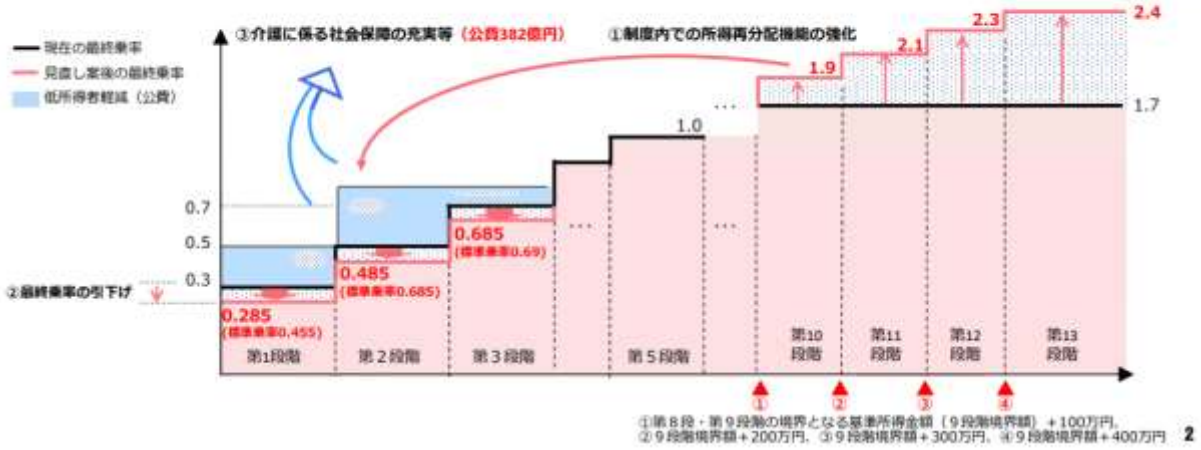 ③介護に係る社会保障の充実等（公費382億円）
①制度内での所得再分配機能の強化
現在の最終乗率
見直し案後の最終乗率
低所得者軽減（公費）
2.4
2.3
2.1
1.9
1.7
1.0
…
0.7
0.5
0.3
②最終乗率の引下げ
0.685
(標準乗率0.69)
0.485
(標準乗率0.685)
0.285
(標準乗率0.455)
…
…
第1段階
第２段階
第３段階
第５段階
第10
段階
第11
段階
第12
段階
第13
段階
①
②
③
④
①第８段・第９段階の境界となる基準所得金額（９段階境界額）＋100万円、
②９段階境界額＋200万円、③９段階境界額＋300万円、④９段階境界額＋400万円
2